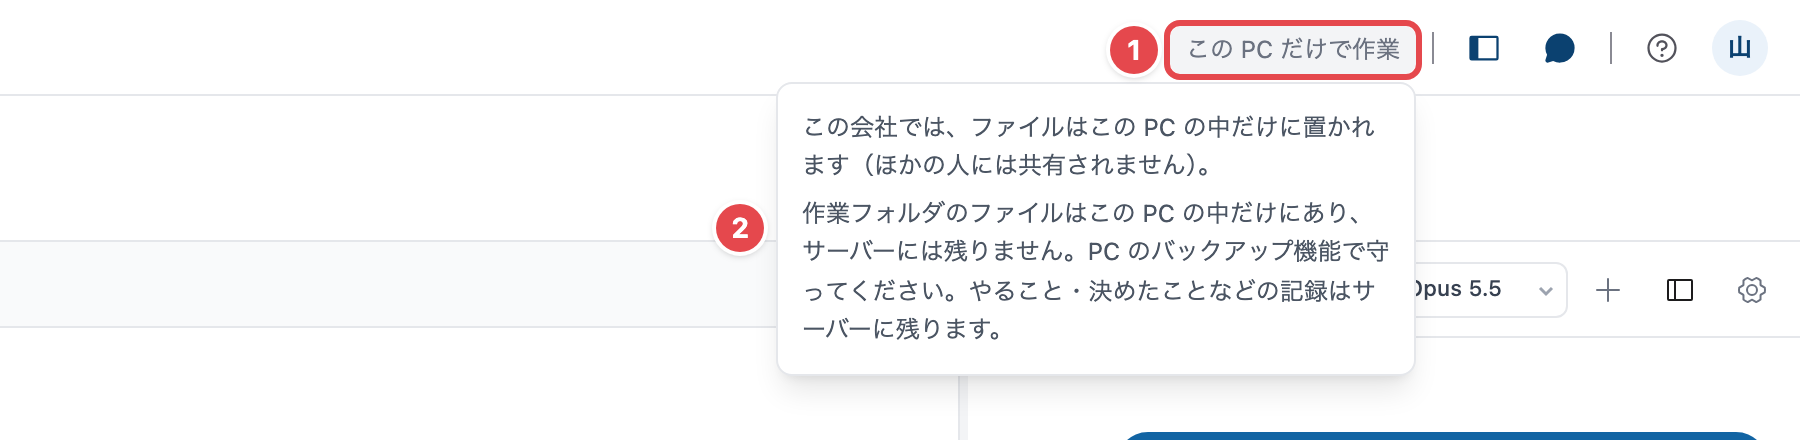 1
この PC だけで作業
山
この会社では、ファイルはこの PC の中だけに置かれ
ます（ほかの人には共有されません）。
2
作業フォルダのファイルはこの PC の中だけにあり、
サーバーには残りません。PC のバックアップ機能で守
ってください。やること・決めたことなどの記録はサ
ーバーに残ります。
Opus 5.5